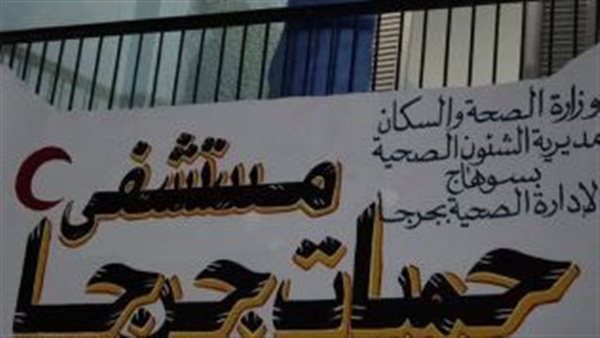 وزارة الصحة والسكان
مديرية الشئون الصحية
بسوهاج
الإدارة الصحية بجرجا
مستشفى
حميات جرجا